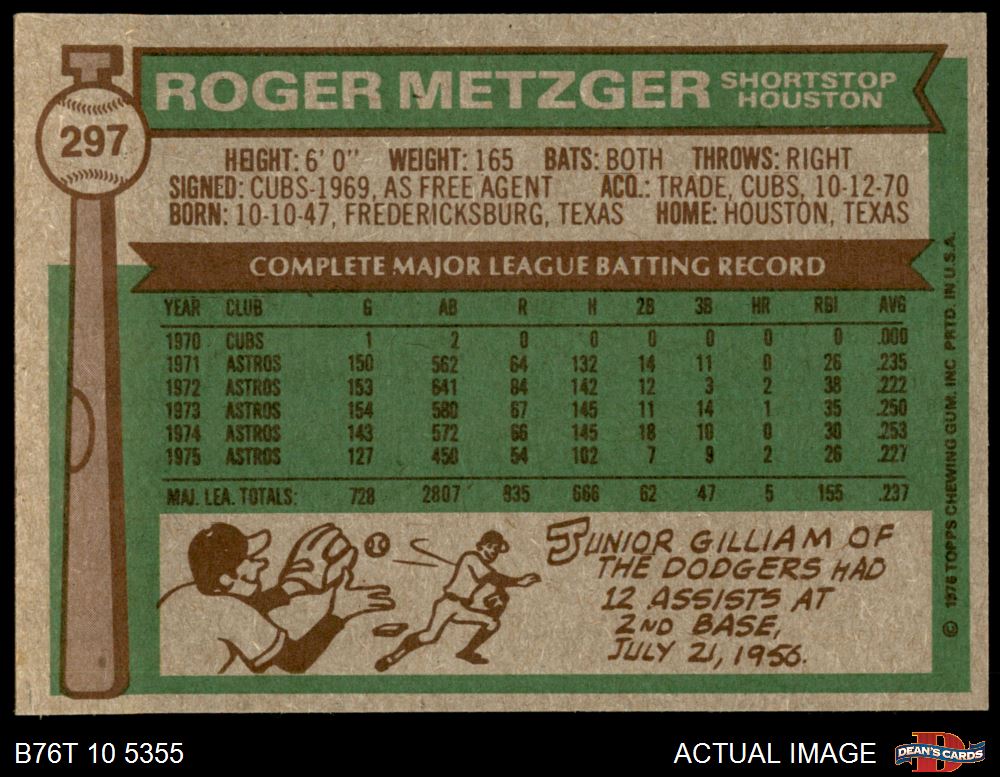 ROGER METZGER SHORTSTOP HOUSTON
297
HEIGHT: 6' 0" WEIGHT: 165 BATS: BOTH THROWS: RIGHT
SIGNED: CUBS-1969, AS FREE AGENT ACQ.: TRADE, CUBS, 10-12-70
BORN: 10-10-47, FREDERICKSBURG, TEXAS HOME: HOUSTON, TEXAS
COMPLETE MAJOR LEAGUE BATTING RECORD
YEAR CLUB G AB R H 2B 3B HR RBI AVG
1970 CUBS 1 2 0 0 0 0 0 0 .000
1971 ASTROS 150 562 64 132 14 11 0 26 .235
1972 ASTROS 153 641 84 142 12 3 2 38 .222
1973 ASTROS 154 580 67 145 11 14 1 35 .250
1974 ASTROS 143 572 66 145 18 10 0 30 .253
1975 ASTROS 127 450 54 102 7 9 2 26 .227
MAJ. LEA. TOTALS: 728 2807 335 666 62 47 5 155 .237
JUNIOR GILLIAM OF
THE DODGERS HAD
12 ASSISTS AT
2ND BASE,
JULY 21, 1956.
© 1976 TOPPS CHEWING GUM. INC PRTD. IN U.S.A.
B76T 10 5355
ACTUAL IMAGE
D
DEAN'S CARDS